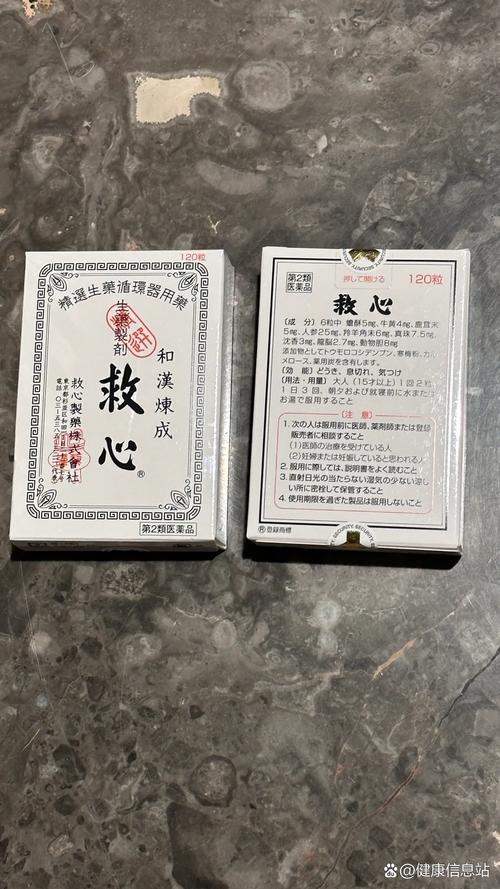 120粒
精選生薬循環器用薬
生薬製剤
和漢煉成
救心
®
救心製薬株式会社
第2類医薬品
第2類
医薬品
押して開ける
120粒
SECURITY
救心
〔成 分〕 6粒中 蟾酥5mg、牛黄4mg、鹿茸末
5mg、人参25mg、羚羊角末6mg、真珠7.5mg、
沈香3mg、龍脳2.7mg、動物胆8mg
添加物としてトウモロコシデンプン、寒梅粉、カル
メロース、薬用炭を含有します。
〔効 能〕 どうき、息切れ、気つけ
〔用法・用量〕 大人（15才以上）1回2粒
1日3回、朝夕および就寝前に水または
お湯で服用すること
〔注 意〕
1. 次の人は服用前に医師、薬剤師または登録
販売者に相談すること
(1)医師の治療を受けている人
(2)妊婦または妊娠していると思われる人
2. 服用に際しては、説明書をよく読むこと
3. 直射日光の当たらない湿気の少ない涼し
い所に密栓して保管すること
4. 使用期限を過ぎた製品は服用しないこと
®登録商標
SECURITY SECURITY
@健康信息站